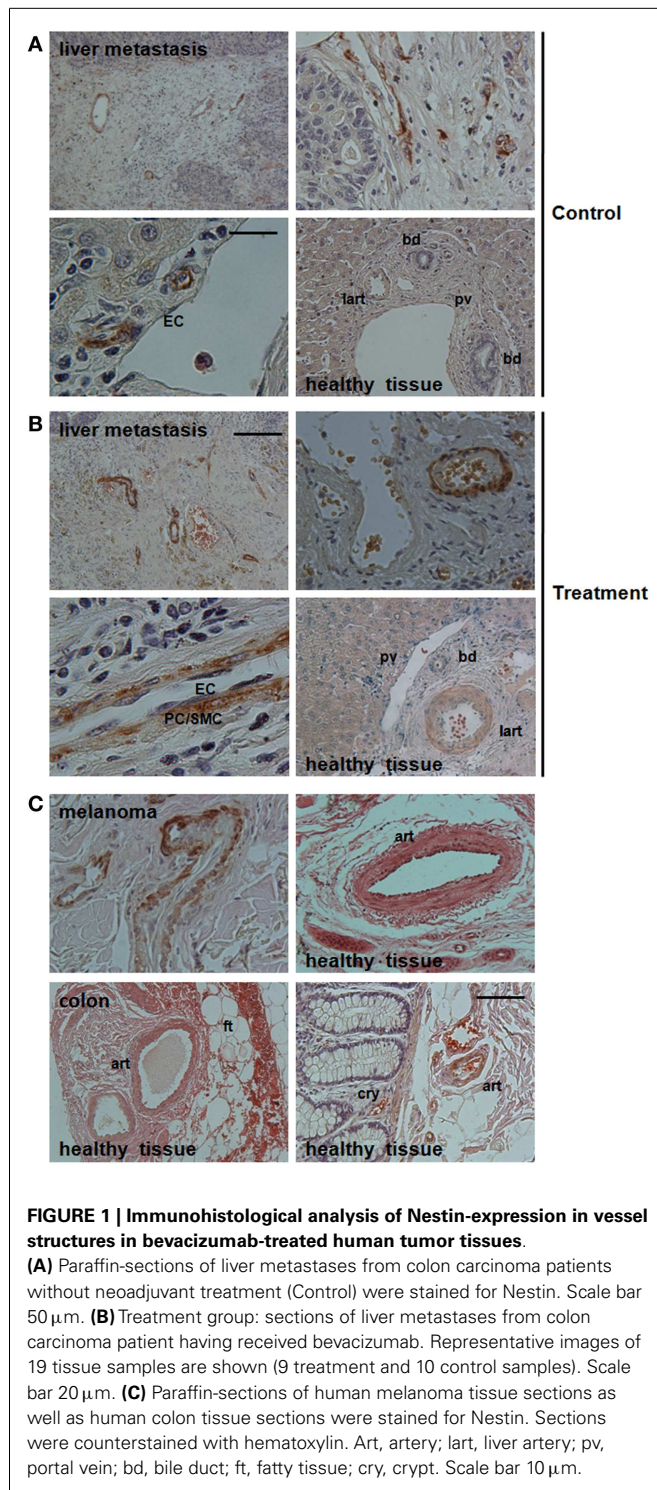 A
liver metastasis
EC
bd
lart
pv
bd
healthy tissue
Control
B
liver metastasis
EC
PC/SMC
pv
bd
lart
healthy tissue
Treatment
C
melanoma
art
healthy tissue
colon
ft
art
healthy tissue
cry
art
healthy tissue
FIGURE 1 | Immunohistological analysis of Nestin-expression in vessel
structures in bevacizumab-treated human tumor tissues.
(A) Paraffin-sections of liver metastases from colon carcinoma patients
without neoadjuvant treatment (Control) were stained for Nestin. Scale bar
50 μm. (B) Treatment group: sections of liver metastases from colon
carcinoma patient having received bevacizumab. Representative images of
19 tissue samples are shown (9 treatment and 10 control samples). Scale
bar 20 μm. (C) Paraffin-sections of human melanoma tissue sections as
well as human colon tissue sections were stained for Nestin. Sections
were counterstained with hematoxylin. Art, artery; lart, liver artery; pv,
portal vein; bd, bile duct; ft, fatty tissue; cry, crypt. Scale bar 10 μm.